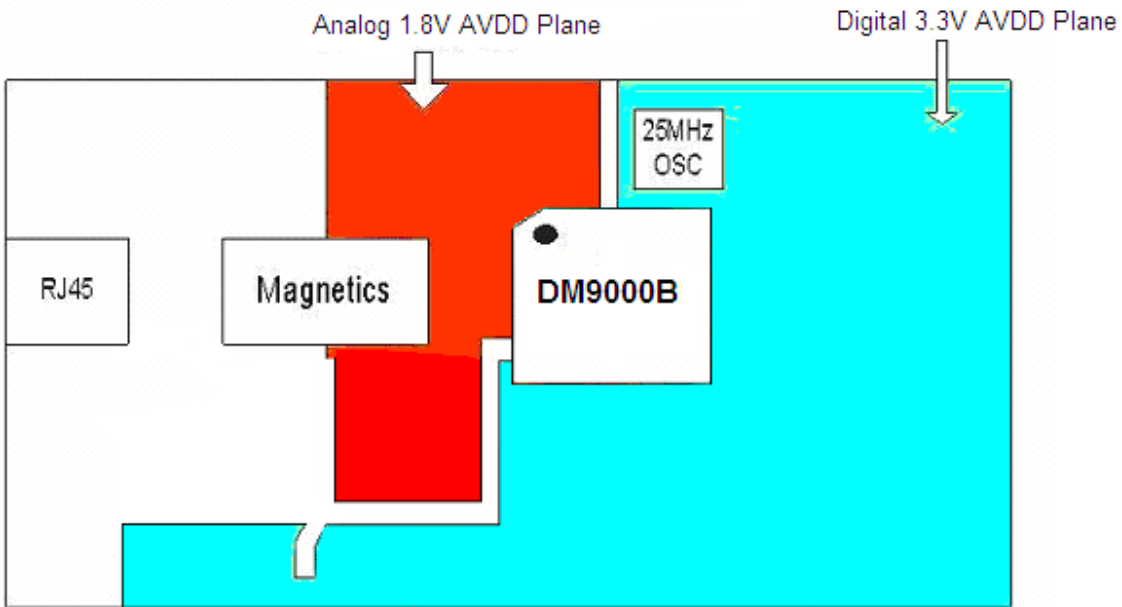 Analog 1.8V AVDD Plane
Digital 3.3V AVDD Plane
25MHz
OSC
RJ45
Magnetics
DM9000B